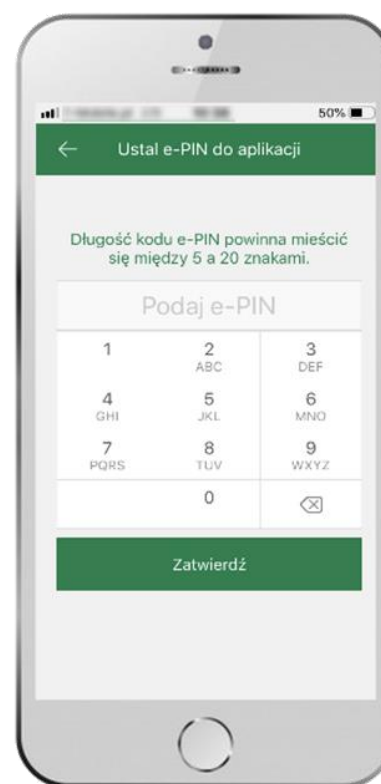 50%
← Ustal e-PIN do aplikacji
Długość kodu e-PIN powinna mieścić
się między 5 a 20 znakami.
Podaj e-PIN
1 2 3
ABC DEF
4 5 6
GHI JKL MNO
7 8 9
PQRS TUV WXYZ
0
Zatwierdź